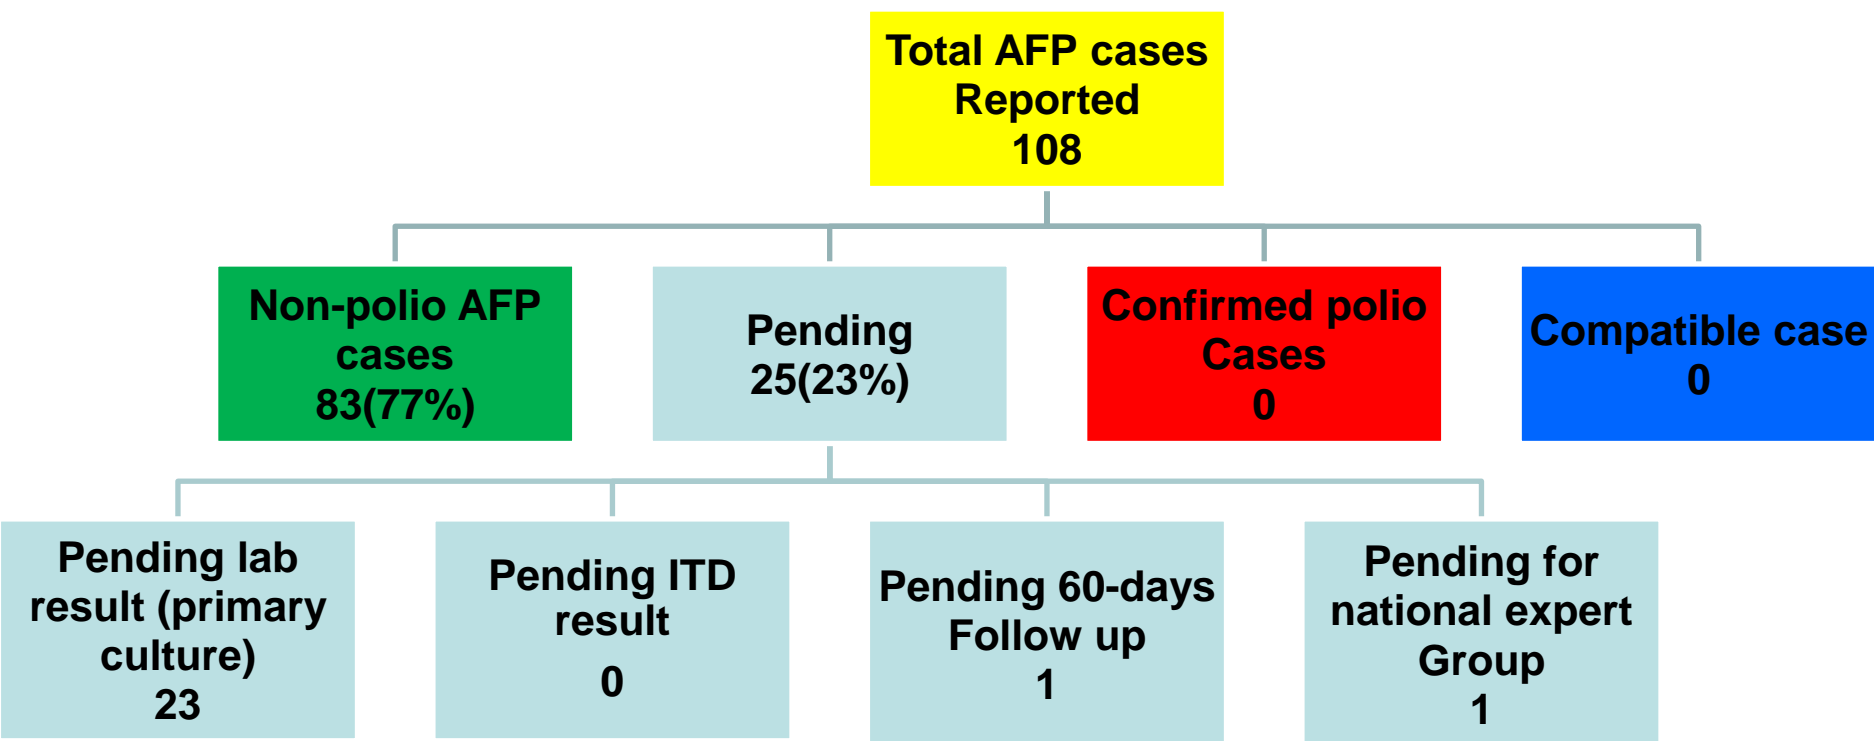 Total AFP cases
Reported
108
Non-polio AFP
cases
83(77%)
Pending
25(23%)
Confirmed polio
Cases
0
Compatible case
0
Pending lab
result (primary
culture)
23
Pending ITD
result
0
Pending 60-days
Follow up
1
Pending for
national expert
Group
1